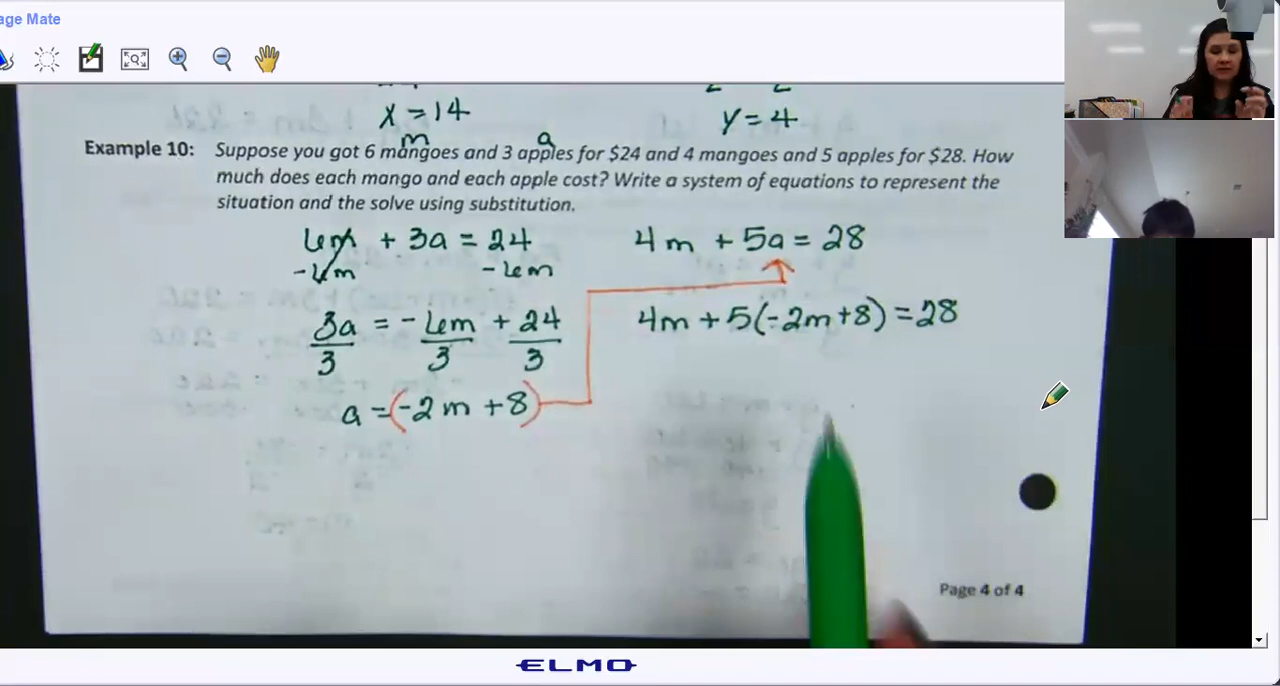 age Mate
x = 14
y = 4
m a
Example 10: Suppose you got 6 mangoes and 3 apples for $24 and 4 mangoes and 5 apples for $28. How
much does each mango and each apple cost? Write a system of equations to represent the
situation and the solve using substitution.
6m + 3a = 24
-6m -6m
3a = -6m + 24
3 3 3
a = (-2m + 8)
4m + 5a = 28
4m + 5(-2m+8) = 28
Page 4 of 4
ELMO